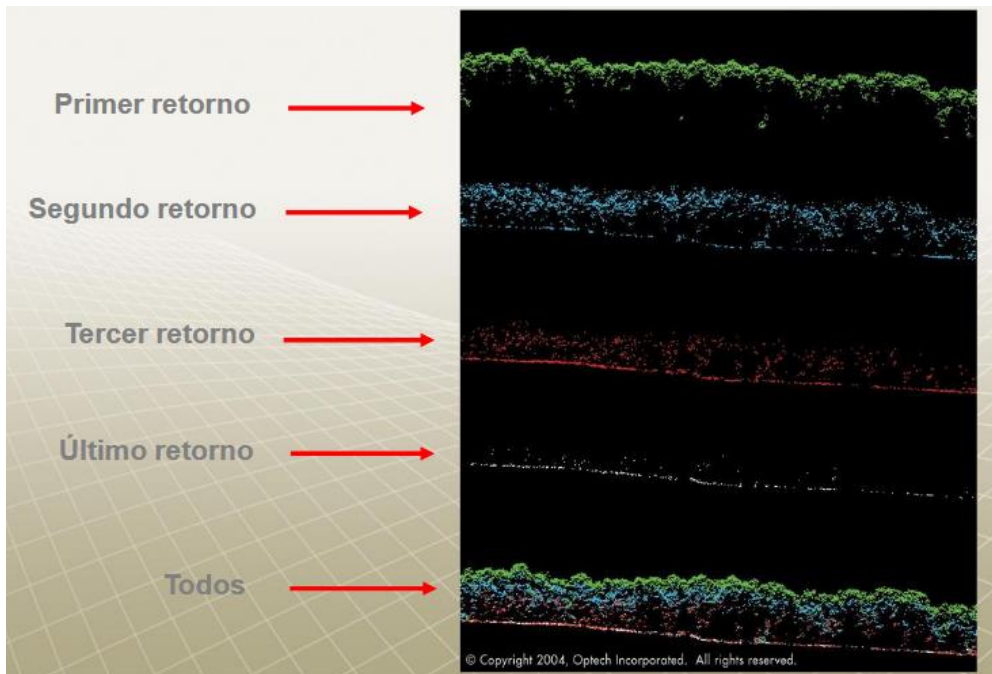 Primer retorno
Segundo retorno
Tercer retorno
Último retorno
Todos
© Copyright 2004, Optech Incorporated. All rights reserved.